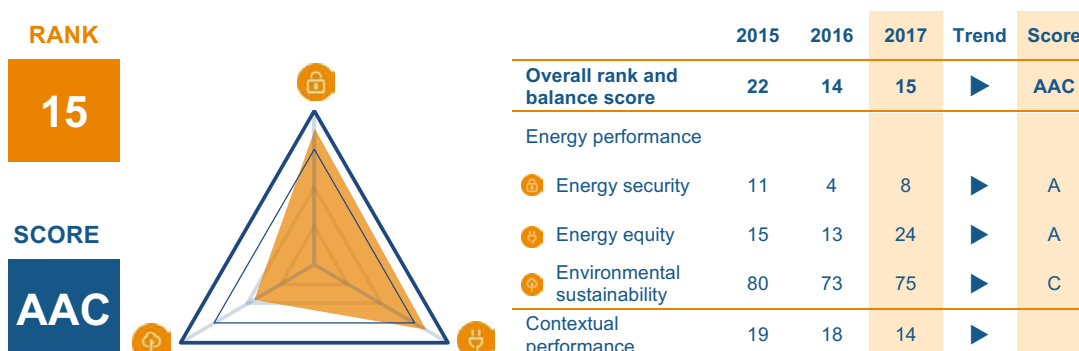 RANK
15
SCORE
AAC
2015 2016 2017 Trend Score
Overall rank and
balance score 22 14 15 ▶ AAC
Energy performance
Energy security 11 4 8 ▶ A
Energy equity 15 13 24 ▶ A
Environmental
sustainability 80 73 75 ▶ C
Contextual
performance 19 18 14 ▶